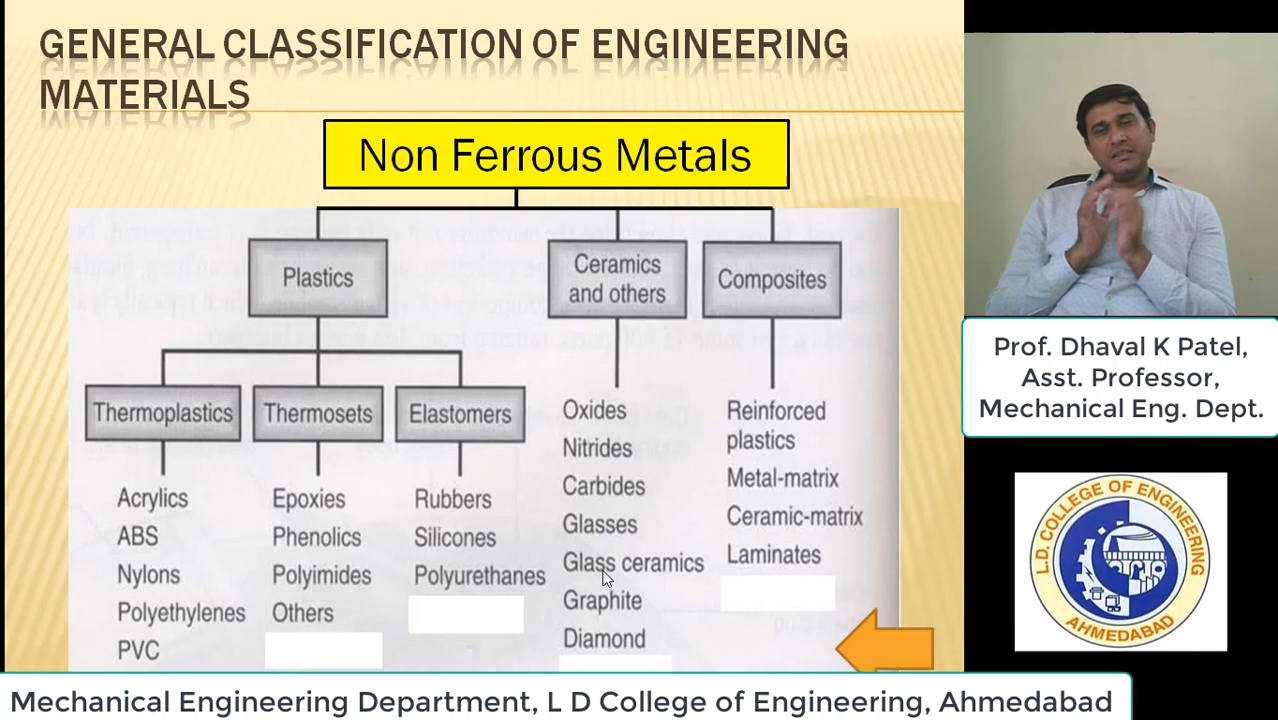 GENERAL CLASSIFICATION OF ENGINEERING
MATERIALS
Non Ferrous Metals
Plastics
Ceramics
and others
Composites
Thermoplastics
Thermosets
Elastomers
Acrylics
ABS
Nylons
Polyethylenes
PVC
Epoxies
Phenolics
Polyimides
Others
Rubbers
Silicones
Polyurethanes
Oxides
Nitrides
Carbides
Glasses
Glass ceramics
Graphite
Diamond
Reinforced
plastics
Metal-matrix
Ceramic-matrix
Laminates
Prof. Dhaval K Patel,
Asst. Professor,
Mechanical Eng. Dept.
L.D. COLLEGE OF ENGINEERING
AHMEDABAD
Mechanical Engineering Department, L D College of Engineering, Ahmedabad